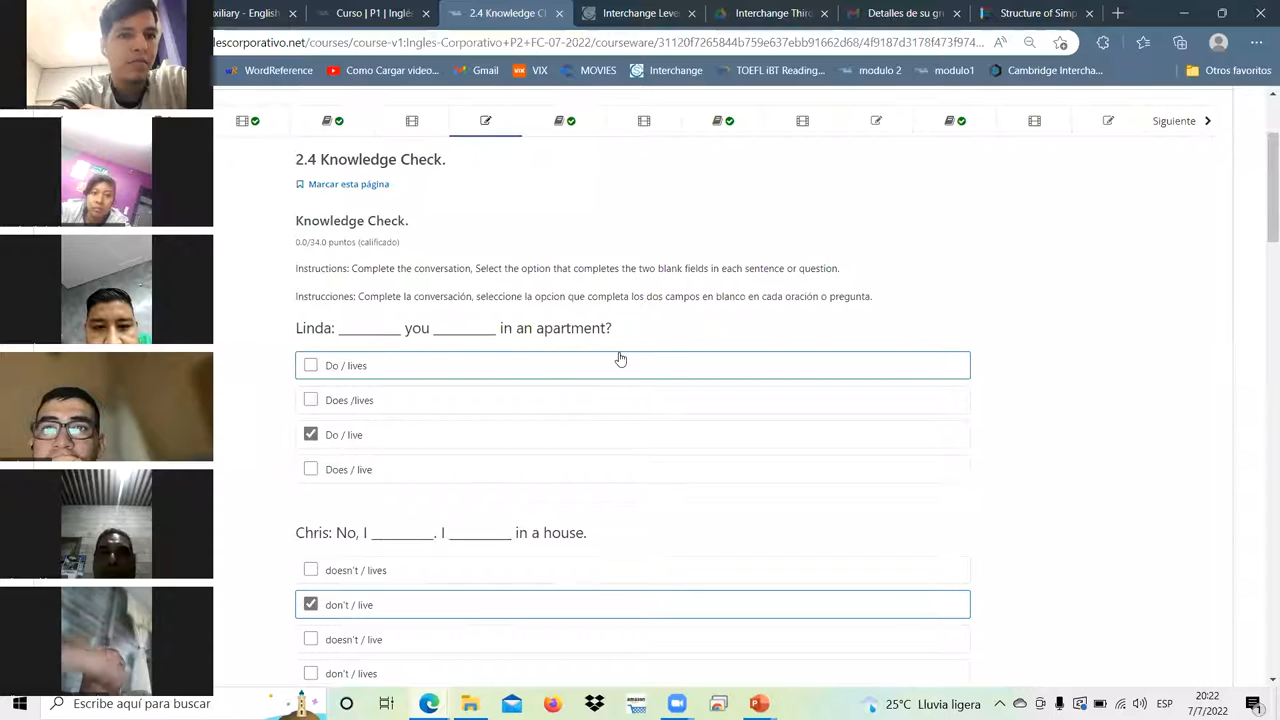 xiliary - English
Curso | P1 | Inglés
2.4 Knowledge
Interchange Leve
Interchange Third
Detalles
Structure of Simp
escorporativo.net/courses/course-v1:Ingles-Corporativo+P2+FC-07-2022/courseware/
WordReference
Como Cargar video...
Gmail
VIX
MOVIES
Interchange
TOEFL iBT
modulo 2
modulo1
Cambridge Intercha...
Otros favoritos
Siguiente
2.4 Knowledge Check.
Marcar esta página
Knowledge Check.
0.0/34.0 puntos (calificado)
Instructions: Complete the conversation, Select the option that completes the two blank fields in each sentence or question.
Instrucciones: Complete la conversación, seleccione la opcion que completa los dos campos en blanco en cada oración o pregunta.
Linda: ________ you ________ in an apartment?
Do / lives
Does /lives
Do / live
Does / live
Chris: No, I ________. I ________ in a house.
doesn't / lives
don't / live
doesn't / live
don't / lives
Escribe aquí para buscar
25°C Lluvia ligera
ESP
20:22
7/7/2022